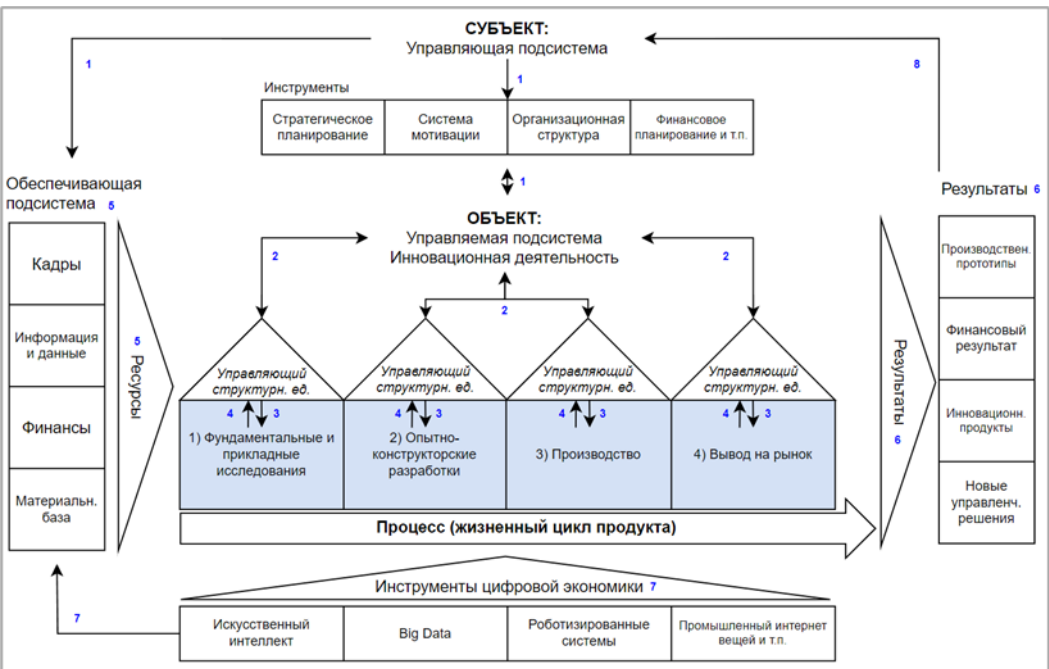 СУБЪЕКТ:
Управляющая подсистема
1
8
1
Инструменты
Стратегическое
планирование
Система
мотивации
Организационная
структура
Финансовое
планирование и т.п.
1
Обеспечивающая
подсистема 5
Результаты 6
ОБЪЕКТ:
Управляемая подсистема
Инновационная деятельность
2
2
2
Кадры
Информация
и данные
Финансы
Материальн.
база
5
Ресурсы
Управляющий
структурн. ед.
Управляющий
структурн. ед.
Управляющий
структурн. ед.
Управляющий
структурн. ед.
4 3
4 3
4 3
4 3
1) Фундаментальные и
прикладные
исследования
2) Опытно-
конструкторские
разработки
3) Производство
4) Вывод на рынок
Результаты
6
Производствен.
прототипы
Финансовый
результат
Инновационн.
продукты
Новые
управленч.
решения
Процесс (жизненный цикл продукта)
Инструменты цифровой экономики 7
7
Искусственный
интеллект
Big Data
Роботизированные
системы
Промышленный интернет
вещей и т.п.